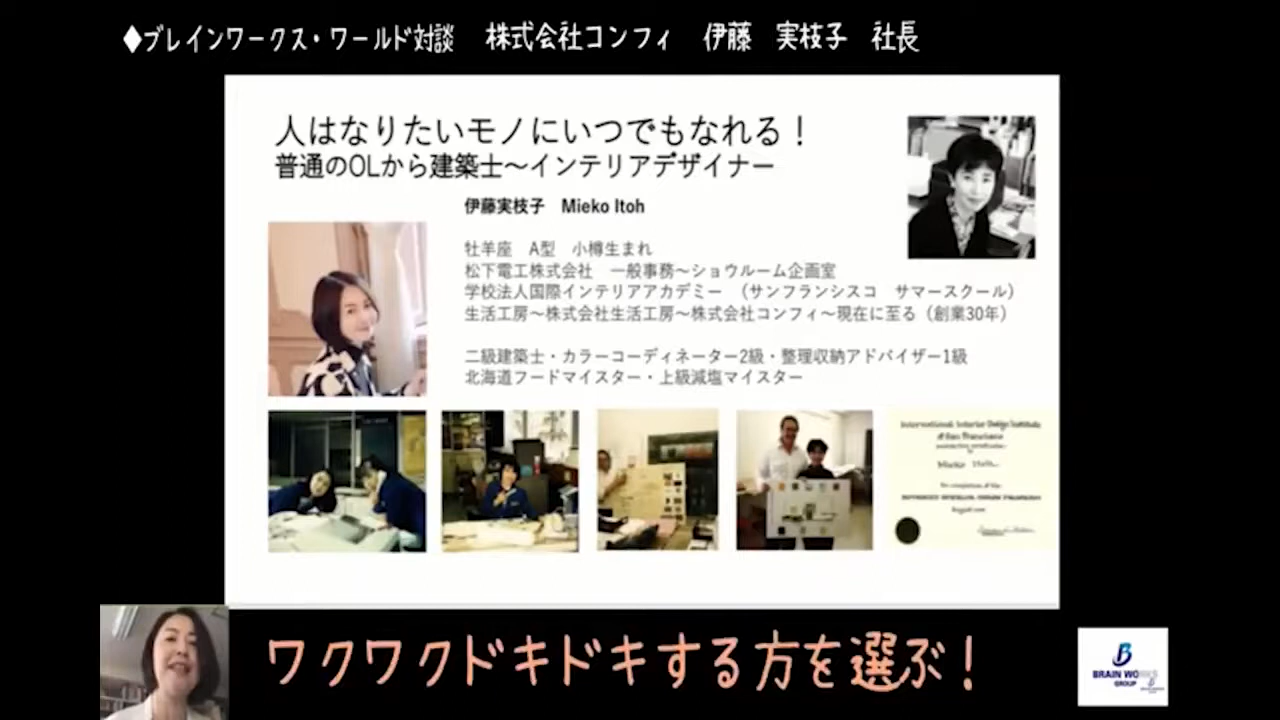 ♦ブレインワークス・ワールド対談　株式会社コンフィ　伊藤　実枝子　社長
人はなりたいモノにいつでもなれる！
普通のOLから建築士～インテリアデザイナー
伊藤実枝子　Mieko Itoh
牡羊座　A型　小樽生まれ
松下電工株式会社　一般事務～ショウルーム企画室
学校法人国際インテリアアカデミー　（サンフランシスコ　サマースクール）
生活工房～株式会社生活工房～株式会社コンフィ～現在に至る（創業30年）
二級建築士・カラーコーディネーター2級・整理収納アドバイザー1級
北海道フードマイスター・上級減塩マイスター
International Interior Design Institute
of San Francisco
Mieko Itoh
ワクワクドキドキする方を選ぶ！
BRAIN WORKS
GROUP